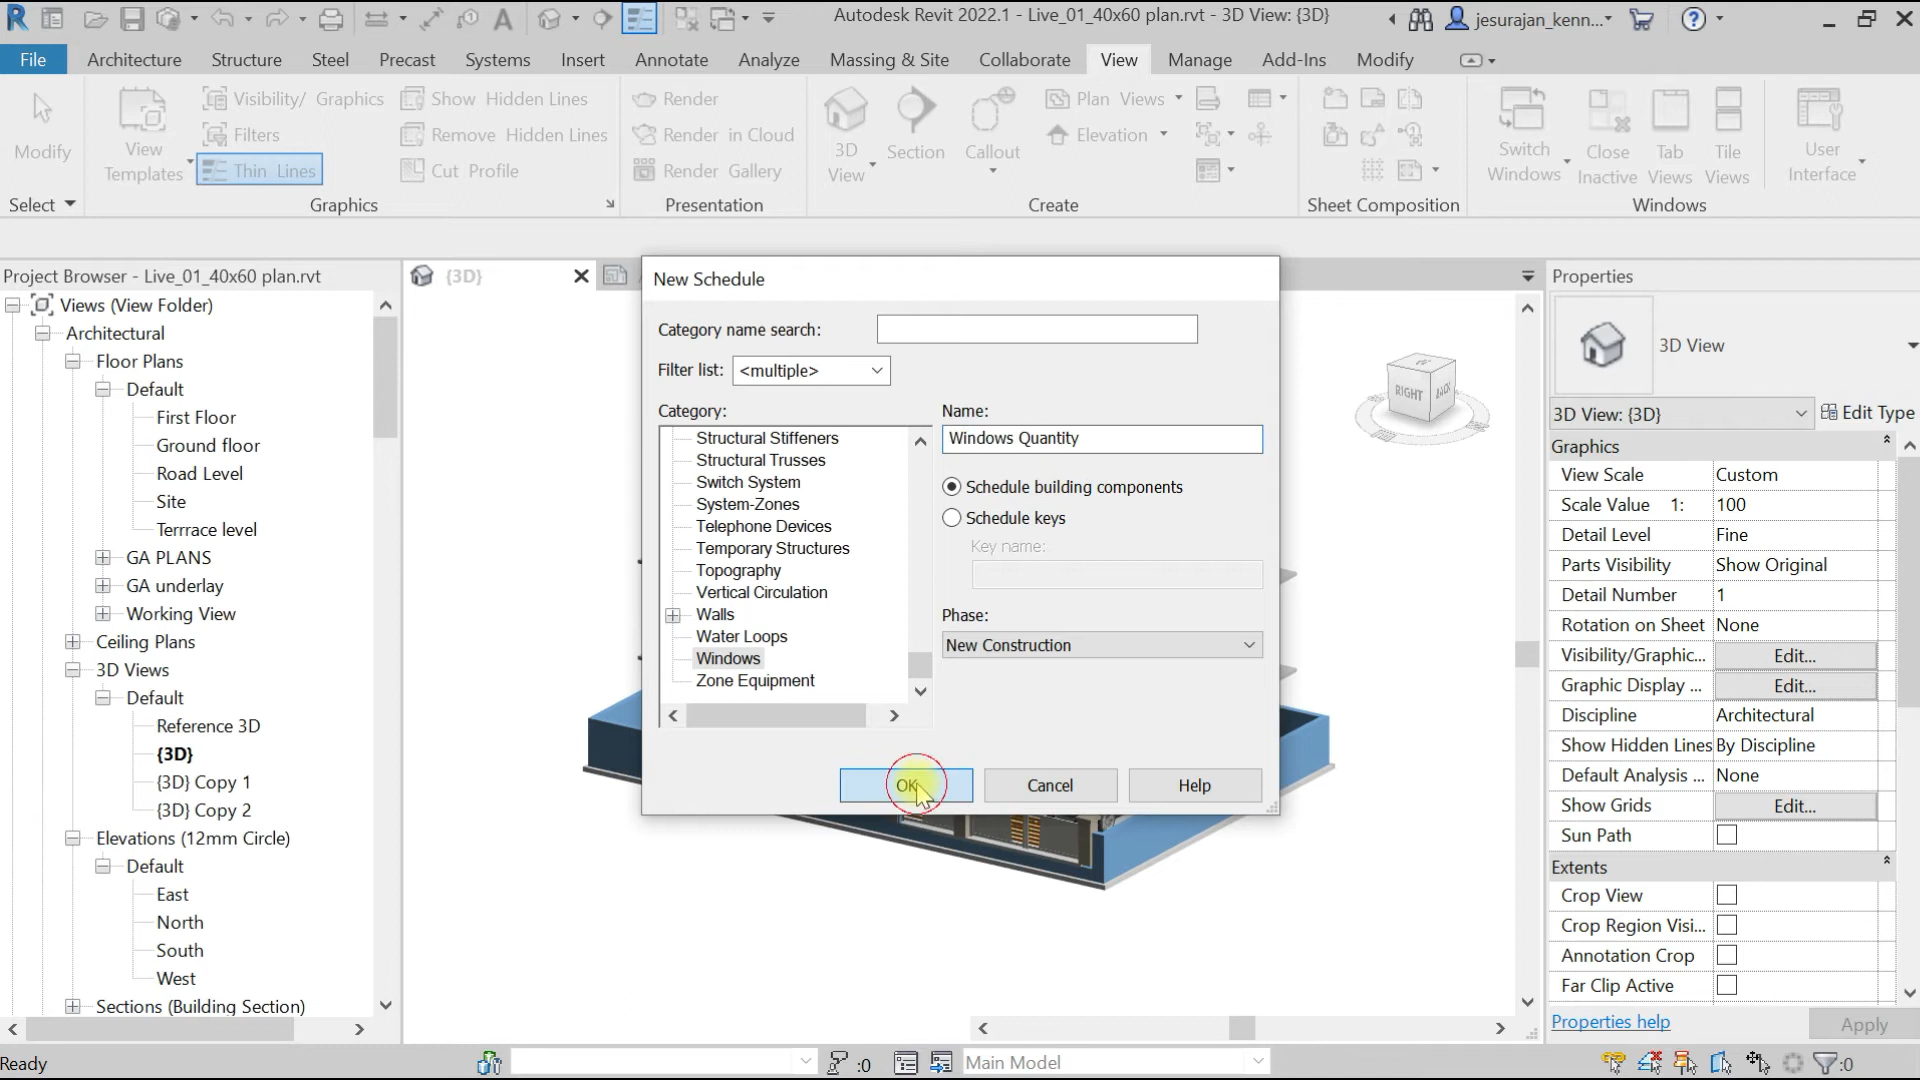 Autodesk Revit 2022.1 - Live_01_40x60 plan.rvt - 3D View: {3D}
jesurajan_kenn...
File Architecture Structure Steel Precast Systems Insert Annotate Analyze Massing & Site Collaborate View Manage Add-Ins Modify
Modify
View Templates
Visibility/ Graphics
Filters
Thin Lines
Show Hidden Lines
Remove Hidden Lines
Cut Profile
Render
Render in Cloud
Render Gallery
3D View
Section
Callout
Plan Views
Elevation
Switch Windows
Close Inactive
Tab Views
Tile Views
User Interface
Select
Graphics
Presentation
Create
Sheet Composition
Windows
Project Browser - Live_01_40x60 plan.rvt
Views (View Folder)
Architectural
Floor Plans
Default
First Floor
Ground floor
Road Level
Site
Terrrace level
GA PLANS
GA underlay
Working View
Ceiling Plans
3D Views
Default
Reference 3D
{3D}
{3D} Copy 1
{3D} Copy 2
Elevations (12mm Circle)
Default
East
North
South
West
Sections (Building Section)
{3D}
New Schedule
Category name search:
Filter list: <multiple>
Category:
Structural Stiffeners
Structural Trusses
Switch System
System-Zones
Telephone Devices
Temporary Structures
Topography
Vertical Circulation
Walls
Water Loops
Windows
Zone Equipment
Name:
Windows Quantity
Schedule building components
Schedule keys
Key name:
Phase:
New Construction
OK
Cancel
Help
RIGHT
BACK
Properties
3D View
3D View: {3D}
Edit Type
Graphics
View Scale Custom
Scale Value 1: 100
Detail Level Fine
Parts Visibility Show Original
Detail Number 1
Rotation on Sheet None
Visibility/Graphic... Edit...
Graphic Display ... Edit...
Discipline Architectural
Show Hidden Lines By Discipline
Default Analysis ... None
Show Grids Edit...
Sun Path
Extents
Crop View
Crop Region Visi...
Annotation Crop
Far Clip Active
Properties help
Apply
Ready
:0
Main Model
:0